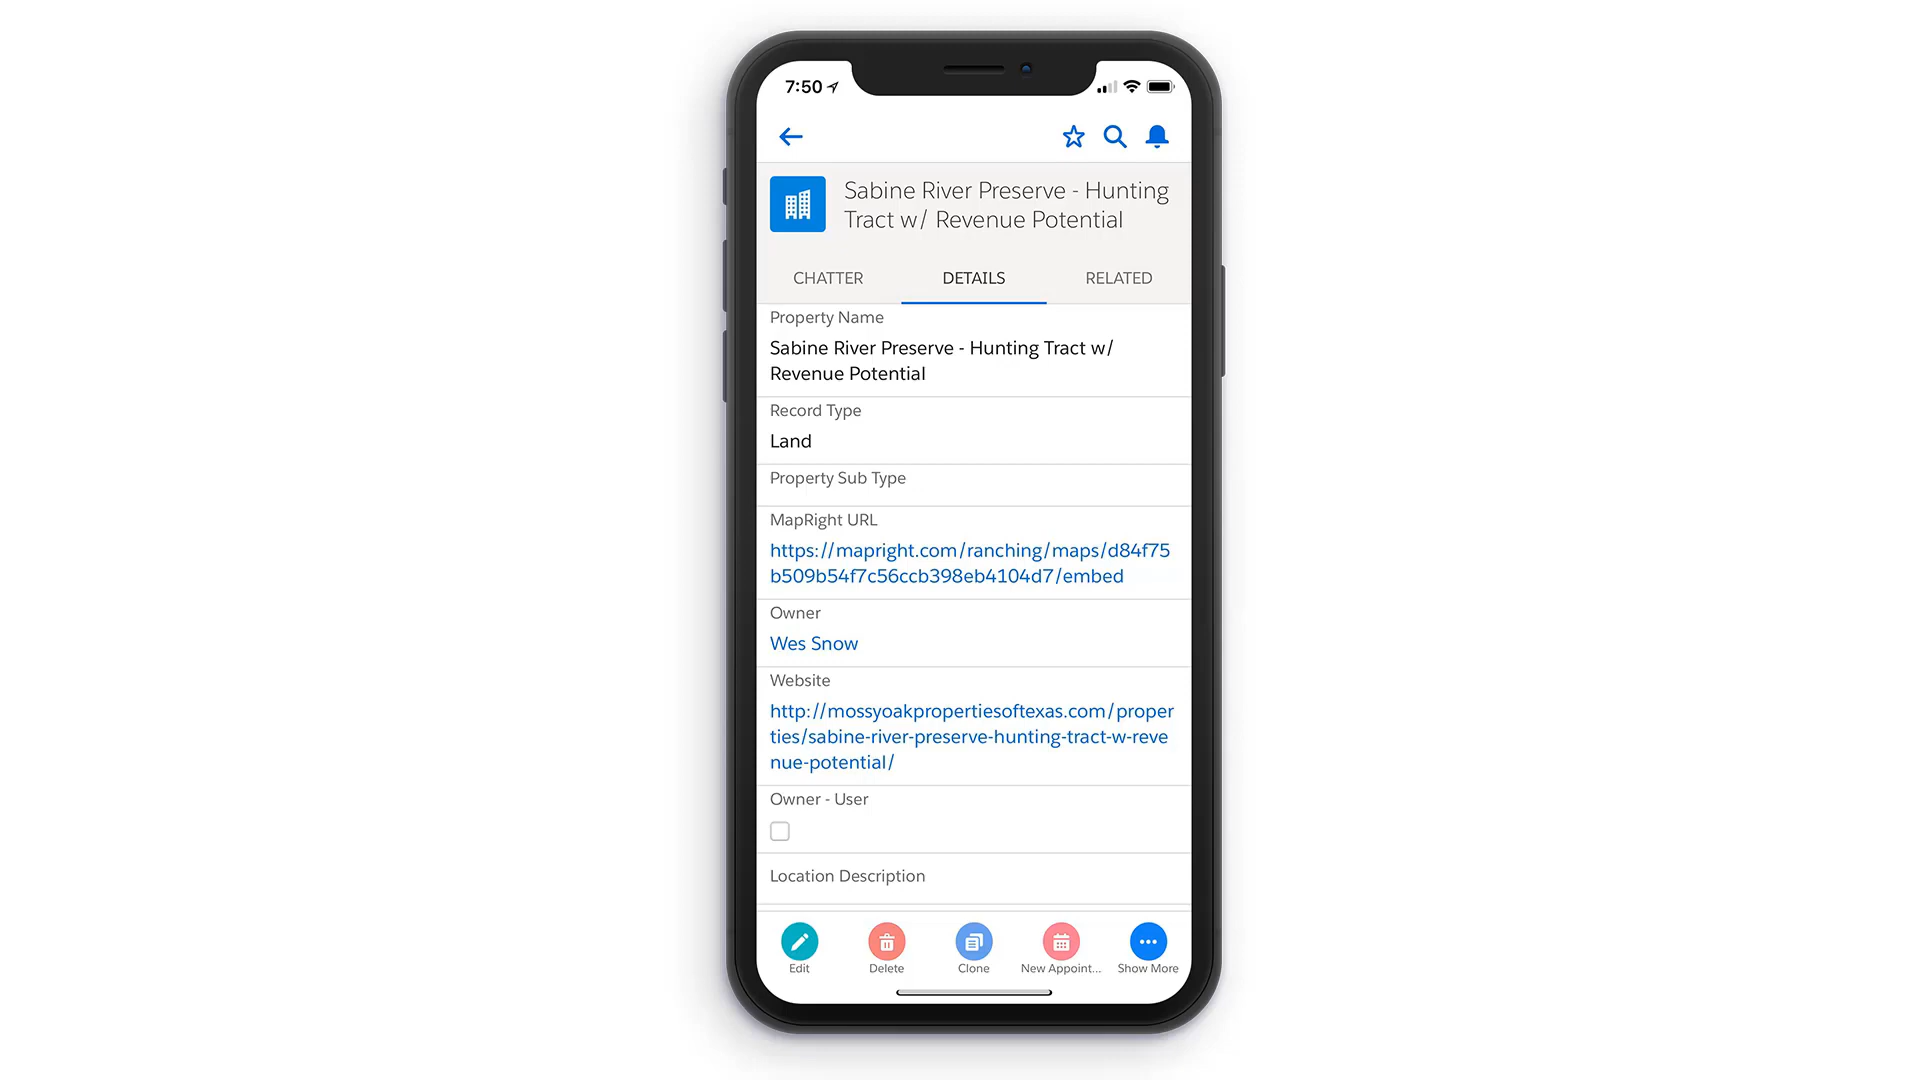 7:50
Sabine River Preserve - Hunting
Tract w/ Revenue Potential
CHATTER
DETAILS
RELATED
Property Name
Sabine River Preserve - Hunting Tract w/
Revenue Potential
Record Type
Land
Property Sub Type
MapRight URL
https://mapright.com/ranching/maps/d84f75
b509b54f7c56ccb398eb4104d7/embed
Owner
Wes Snow
Website
http://mossyoakpropertiesoftexas.com/proper
ties/sabine-river-preserve-hunting-tract-w-reve
nue-potential/
Owner - User
Location Description
Edit
Delete
Clone
New Appoint...
Show More